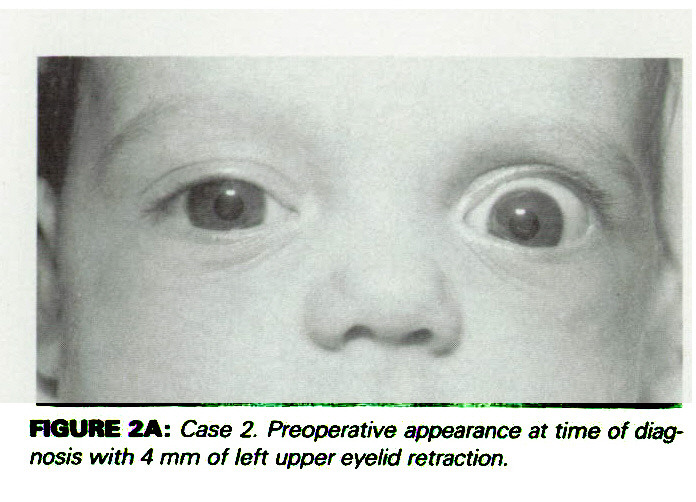 FIGURE 2A: Case 2. Preoperative appearance at time of diag-
nosis with 4 mm of left upper eyelid retraction.